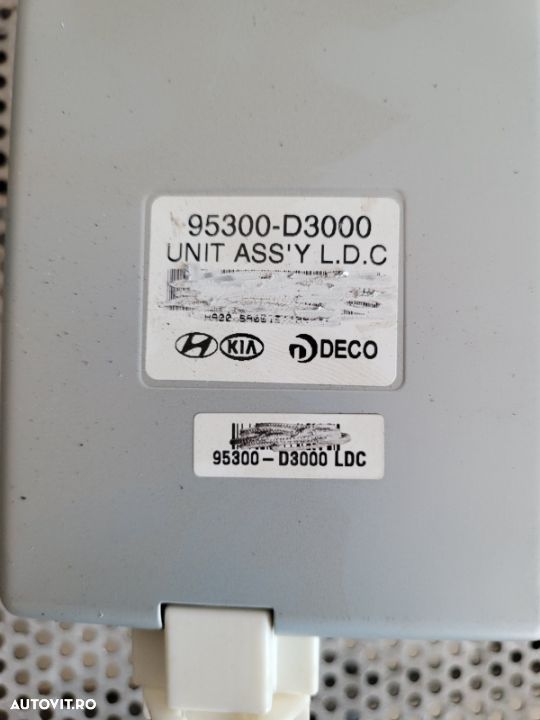 95300-D3000
UNIT ASS'Y L.D.C
KIA DECO
95300-D3000 LDC
AUTOVIT.RO